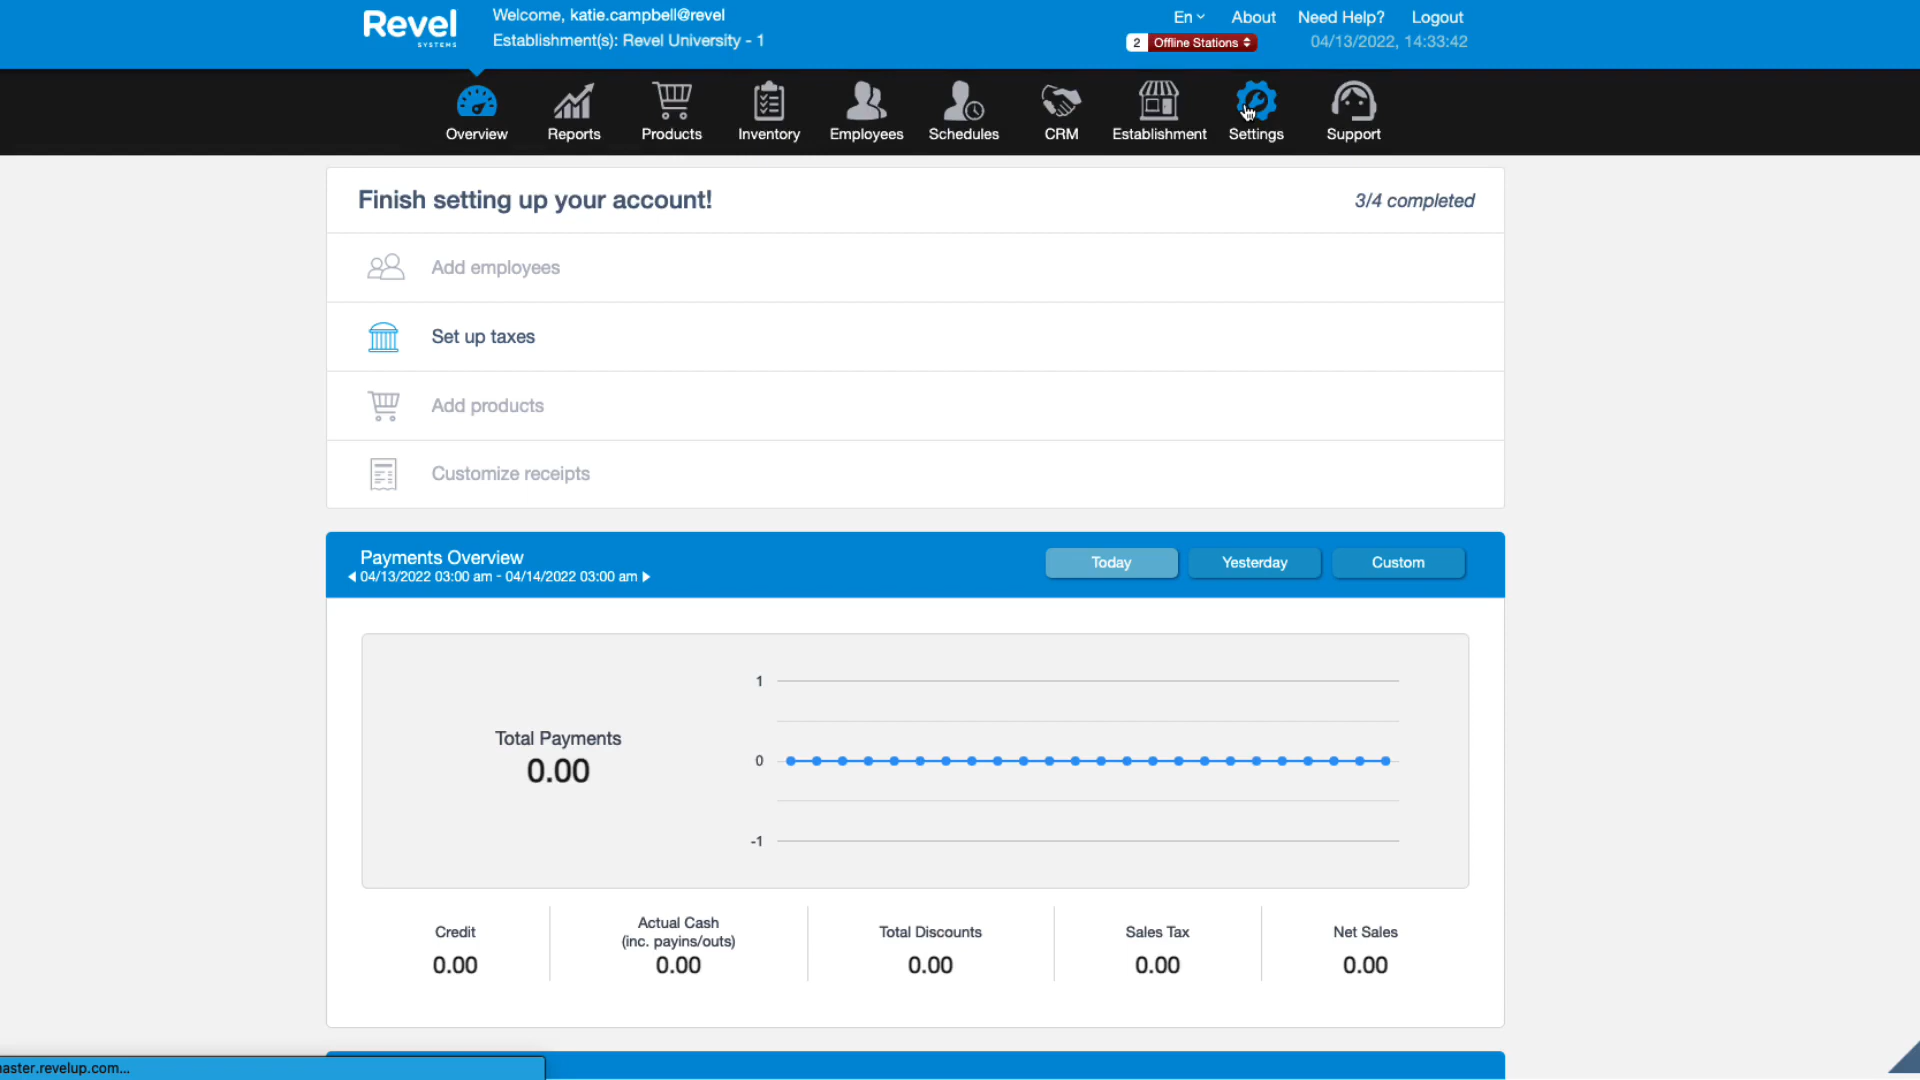 Revel
SYSTEMS
Welcome, katie.campbell@revel
Establishment(s): Revel University - 1
En
About
Need Help?
Logout
2 Offline Stations
04/13/2022, 14:33:42
Overview
Reports
Products
Inventory
Employees
Schedules
CRM
Establishment
Settings
Support
Finish setting up your account!
3/4 completed
Add employees
Set up taxes
Add products
Customize receipts
Payments Overview
04/13/2022 03:00 am - 04/14/2022 03:00 am
Today
Yesterday
Custom
1
0
-1
Total Payments
0.00
Credit
0.00
Actual Cash
(inc. payins/outs)
0.00
Total Discounts
0.00
Sales Tax
0.00
Net Sales
0.00
aster.revelup.com...